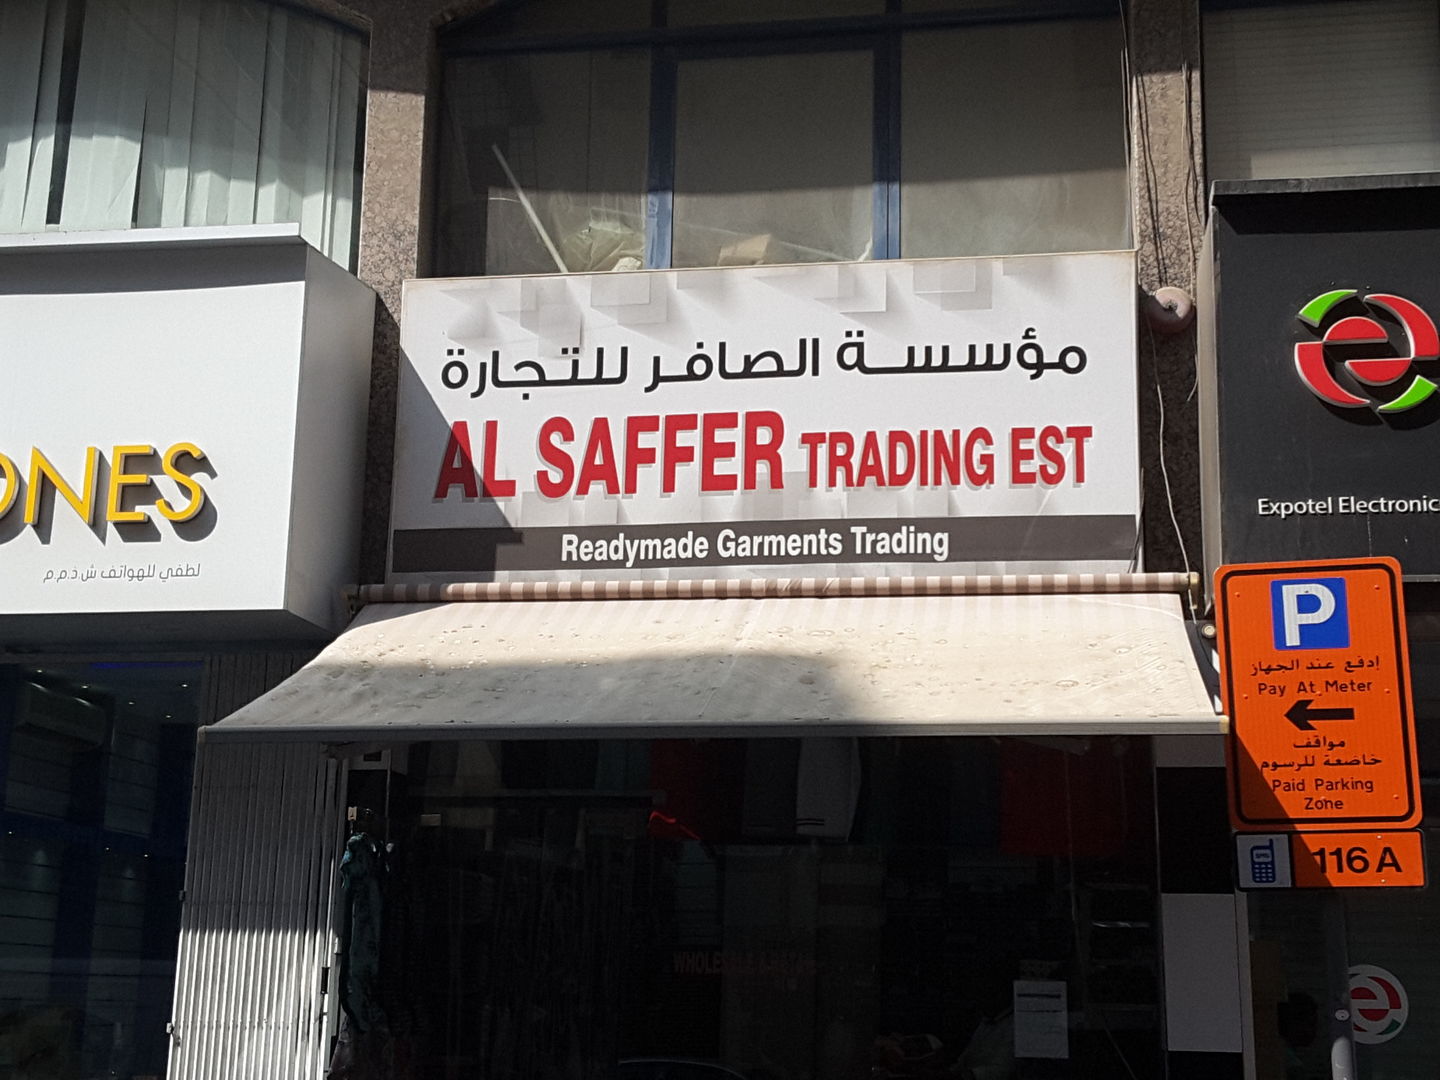 مؤسسة الصافر للتجارة
AL SAFFER TRADING EST
Readymade Garments Trading
ONES
لطفي للهواتف ش.ذ.م.م
Expotel Electronics
P
إدفع عند الجهاز
Pay At Meter
مواقف
خاضعة للرسوم
Paid Parking
Zone
116 A